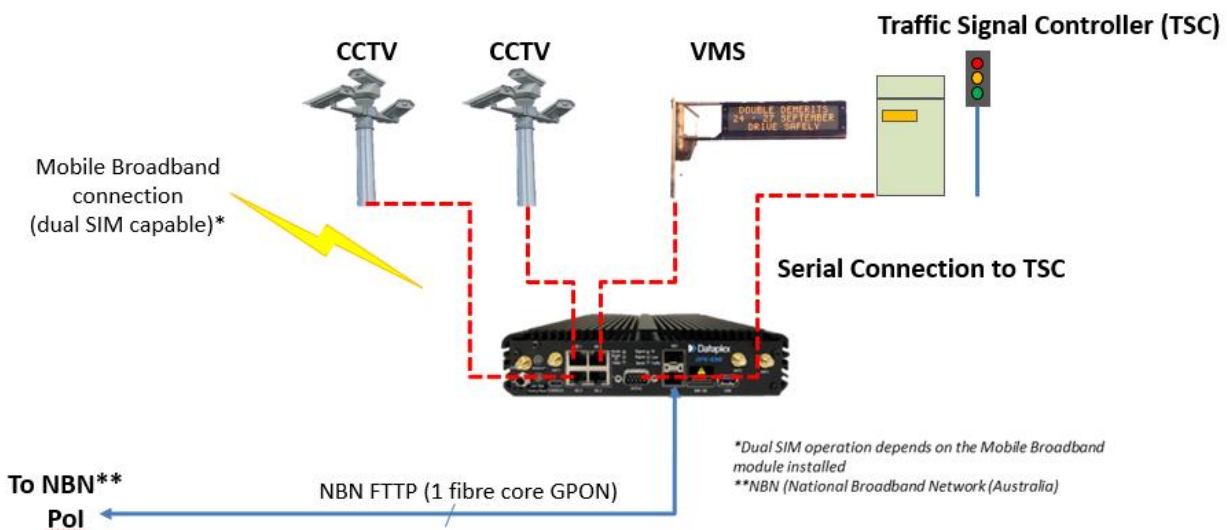 Traffic Signal Controller (TSC)
CCTV
CCTV
VMS
DOUBLE DEMERITS
24 - 27 SEPTEMBER
DRIVE SAFELY
Mobile Broadband
connection
(dual SIM capable)*
Serial Connection to TSC
Dataplex
*Dual SIM operation depends on the Mobile Broadband
module installed
**NBN (National Broadband Network (Australia)
To NBN**
PoI
NBN FTTP (1 fibre core GPON)